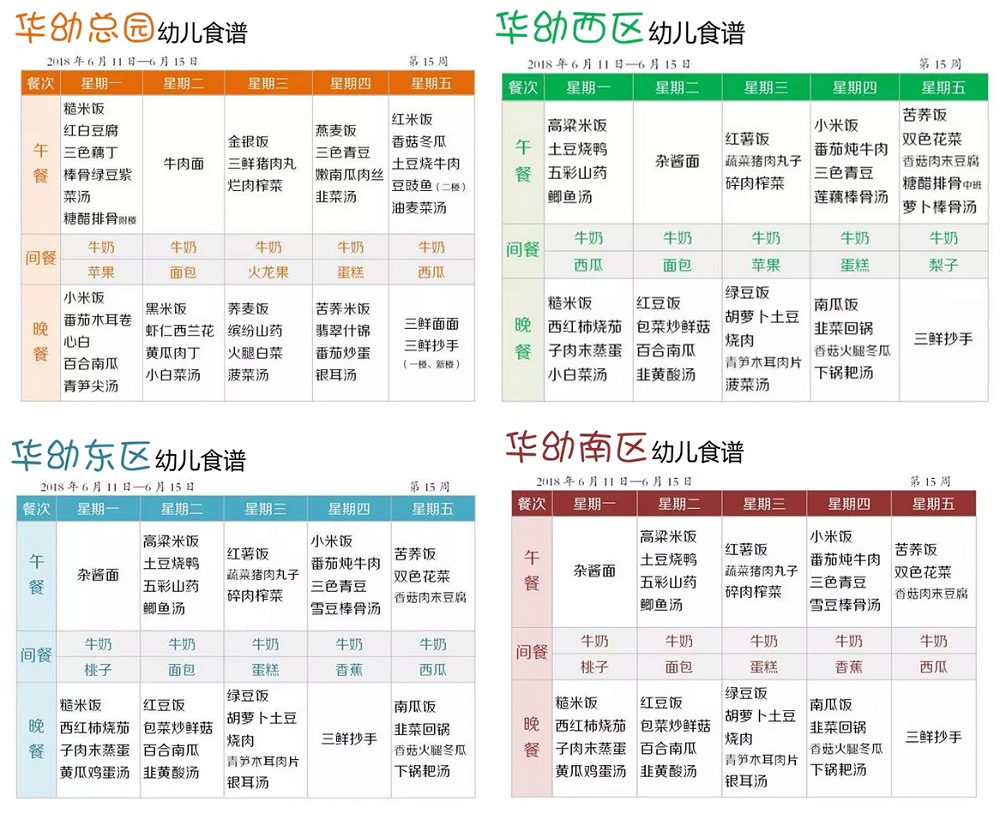 华幼总园幼儿食谱
2018年6月11日—6月15日 第15周
餐次 星期一 星期二 星期三 星期四 星期五
午餐
糙米饭
红白豆腐
三色藕丁
棒骨绿豆紫
菜汤
糖醋排骨附楼
牛肉面
金银饭
三鲜猪肉丸
烂肉榨菜
燕麦饭
三色青豆
嫩南瓜肉丝
韭菜汤
红米饭
香菇冬瓜
土豆烧牛肉
豆豉鱼（二楼）
油麦菜汤
间餐
牛奶 牛奶 牛奶 牛奶 牛奶
苹果 面包 火龙果 蛋糕 西瓜
晚餐
小米饭
番茄木耳卷
心白
百合南瓜
青笋尖汤
黑米饭
虾仁西兰花
黄瓜肉丁
小白菜汤
荞麦饭
缤纷山药
火腿白菜
菠菜汤
苦荞米饭
翡翠什锦
番茄炒蛋
银耳汤
三鲜面面
三鲜抄手
（一楼、新楼）
华幼西区幼儿食谱
2018年6月11日—6月15日 第15周
餐次 星期一 星期二 星期三 星期四 星期五
午餐
高粱米饭
土豆烧鸭
五彩山药
鲫鱼汤
杂酱面
红薯饭
蔬菜猪肉丸子
碎肉榨菜
小米饭
番茄炖牛肉
三色青豆
莲藕棒骨汤
苦荞饭
双色花菜
香菇肉末豆腐
糖醋排骨中班
萝卜棒骨汤
间餐
牛奶 牛奶 牛奶 牛奶 牛奶
西瓜 面包 苹果 蛋糕 梨子
晚餐
糙米饭
西红柿烧茄
子肉末蒸蛋
小白菜汤
红豆饭
包菜炒鲜菇
百合南瓜
韭黄酸汤
绿豆饭
胡萝卜土豆
烧肉
青笋木耳肉片
菠菜汤
南瓜饭
韭菜回锅
香菇火腿冬瓜
下锅耙汤
三鲜抄手
华幼东区幼儿食谱
2018年6月11日—6月15日 第15周
餐次 星期一 星期二 星期三 星期四 星期五
午餐
杂酱面
高粱米饭
土豆烧鸭
五彩山药
鲫鱼汤
红薯饭
蔬菜猪肉丸子
碎肉榨菜
小米饭
番茄炖牛肉
三色青豆
雪豆棒骨汤
苦荞饭
双色花菜
香菇肉末豆腐
间餐
牛奶 牛奶 牛奶 牛奶 牛奶
桃子 面包 蛋糕 香蕉 西瓜
晚餐
糙米饭
西红柿烧茄
子肉末蒸蛋
黄瓜鸡蛋汤
红豆饭
包菜炒鲜菇
百合南瓜
韭黄酸汤
绿豆饭
胡萝卜土豆
烧肉
青笋木耳肉片
银耳汤
三鲜抄手
南瓜饭
韭菜回锅
香菇火腿冬瓜
下锅耙汤
华幼南区幼儿食谱
2018年6月11日—6月15日 第15周
餐次 星期一 星期二 星期三 星期四 星期五
午餐
杂酱面
高粱米饭
土豆烧鸭
五彩山药
鲫鱼汤
红薯饭
蔬菜猪肉丸子
碎肉榨菜
小米饭
番茄炖牛肉
三色青豆
雪豆棒骨汤
苦荞饭
双色花菜
香菇肉末豆腐
间餐
牛奶 牛奶 牛奶 牛奶 牛奶
桃子 面包 蛋糕 香蕉 西瓜
晚餐
糙米饭
西红柿烧茄
子肉末蒸蛋
黄瓜鸡蛋汤
红豆饭
包菜炒鲜菇
百合南瓜
韭黄酸汤
绿豆饭
胡萝卜土豆
烧肉
青笋木耳肉片
银耳汤
南瓜饭
韭菜回锅
香菇火腿冬瓜
下锅耙汤
三鲜抄手